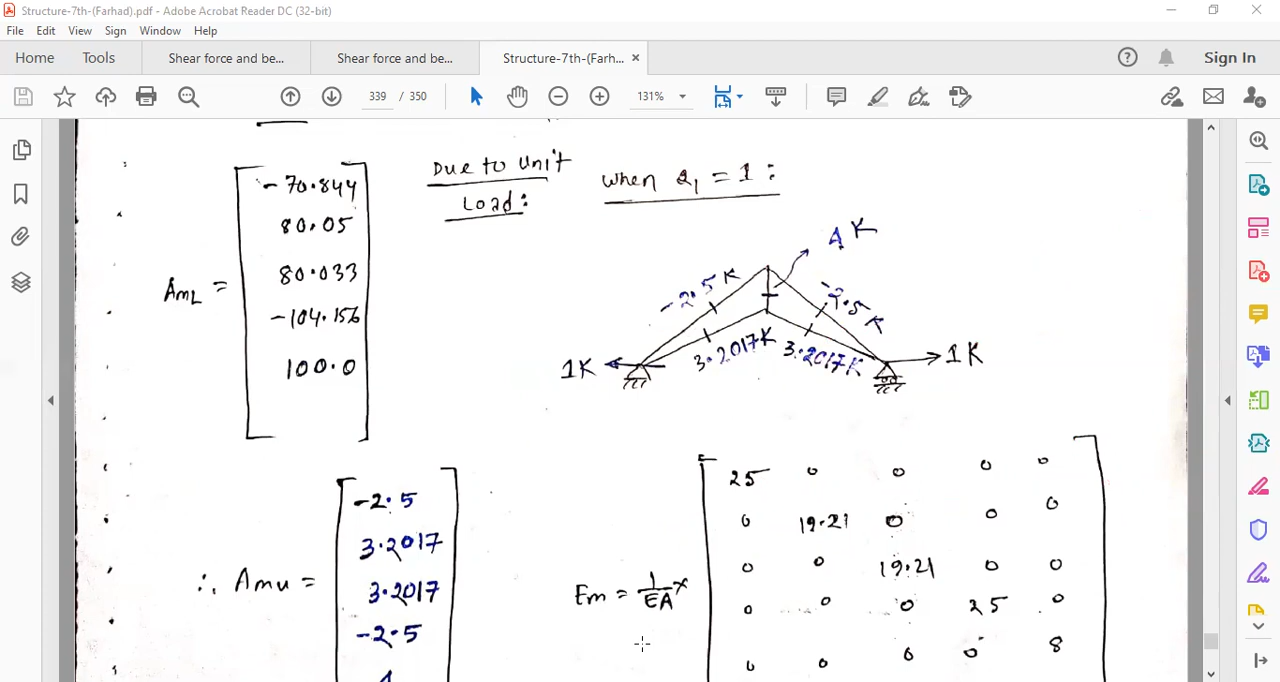 Structure-7th-(Farhad).pdf - Adobe Acrobat Reader DC (32-bit)
File Edit View Sign Window Help
Home Tools Shear force and be... Shear force and be... Structure-7th-(Farh... × Sign In
339 / 350 131%
Due to Unit
Load:
When Q1 = 1:
AmL =
-70.844
80.05
80.033
-104.156
100.0
4 K
-2.5 K
-2.5 K
3.2017K
3.2017K
1K
1K
∴ Amu =
-2.5
3.2017
3.2017
-2.5
4
Fm = 1/EA ×
25 0 0 0 0
0 19.21 0 0 0
0 0 19.21 0 0
0 0 0 25 0
0 0 0 0 8